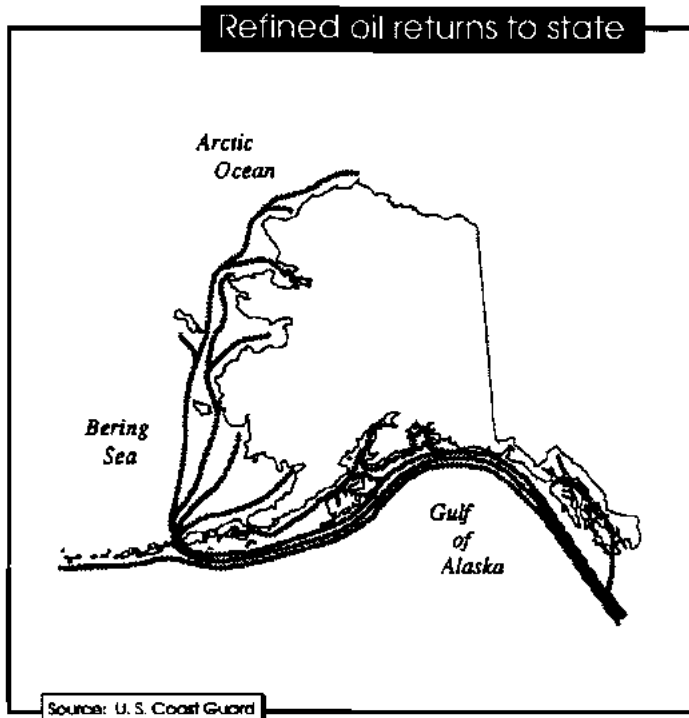 Refined oil returns to state
Arctic
Ocean
Bering
Sea
Gulf
of
Alaska
Source: U. S. Coast Guard